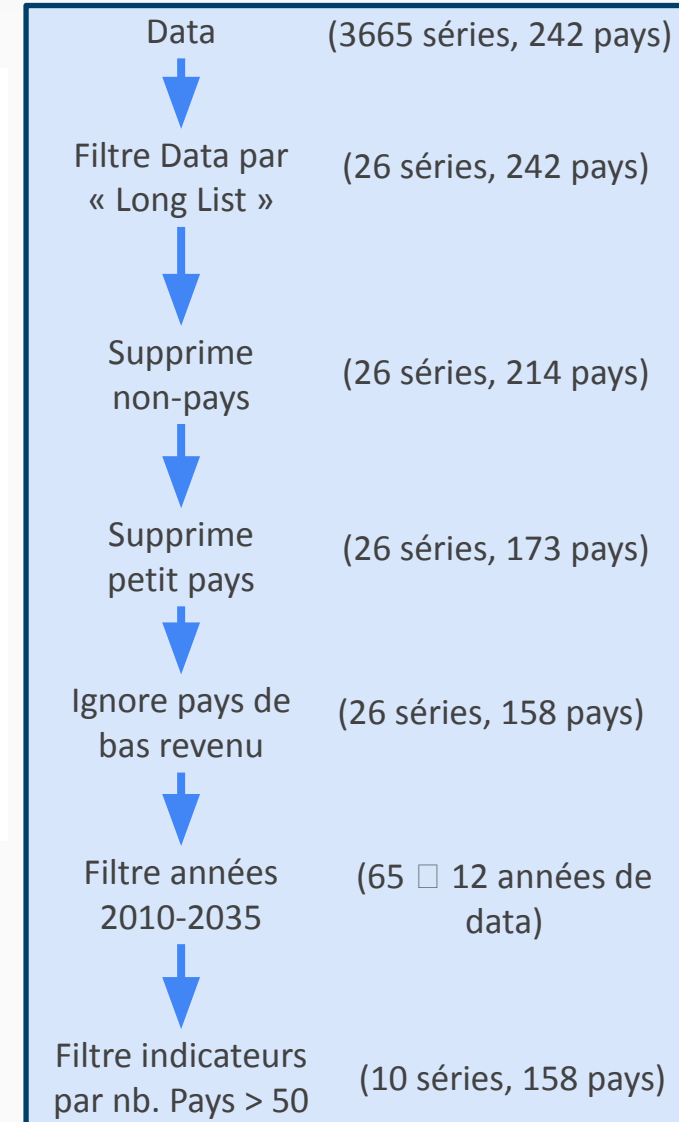 Data (3665 séries, 242 pays)
Filtre Data par
« Long List »
(26 séries, 242 pays)
Supprime
non-pays
(26 séries, 214 pays)
Supprime
petit pays
(26 séries, 173 pays)
Ignore pays de
bas revenu
(26 séries, 158 pays)
Filtre années
2010-2035
(65 □ 12 années de
data)
Filtre indicateurs
par nb. Pays > 50
(10 séries, 158 pays)